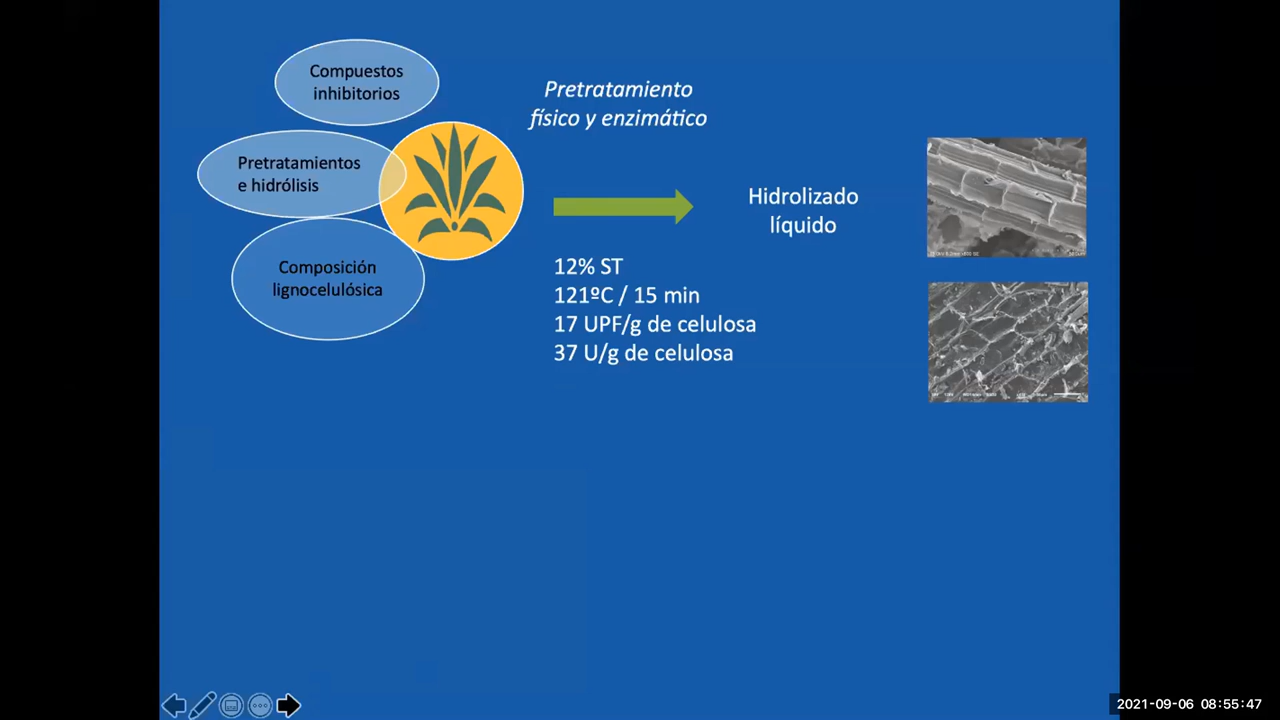 Compuestos
inhibitorios
Pretratamientos
e hidrólisis
Composición
lignocelulósica
Pretratamiento
físico y enzimático
12% ST
121ºC / 15 min
17 UPF/g de celulosa
37 U/g de celulosa
Hidrolizado
líquido
2021-09-06 08:55:47